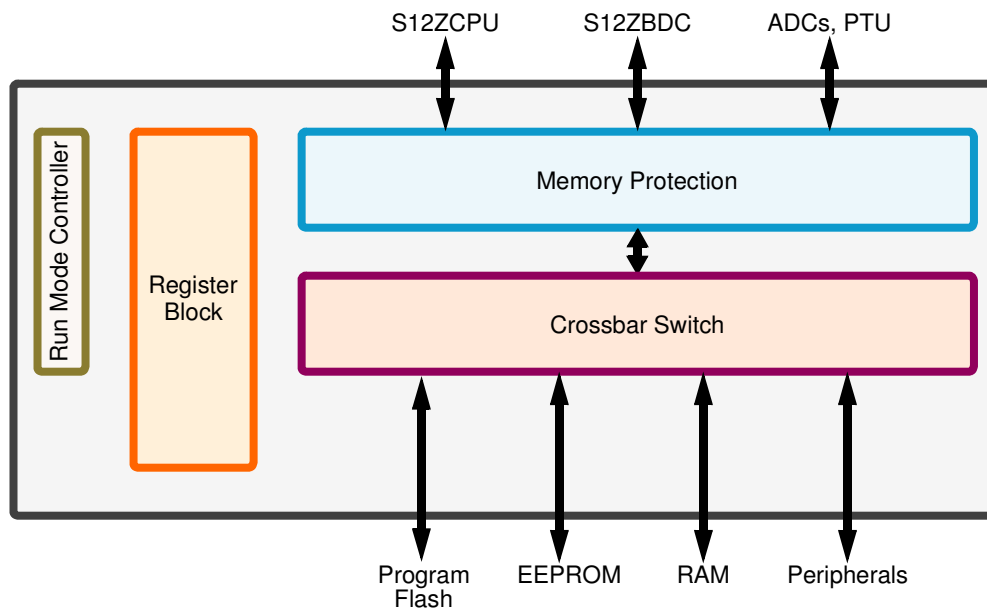 S12ZCPU
S12ZBDC
ADCs, PTU
Run Mode Controller
Register
Block
Memory Protection
Crossbar Switch
Program
Flash
EEPROM
RAM
Peripherals